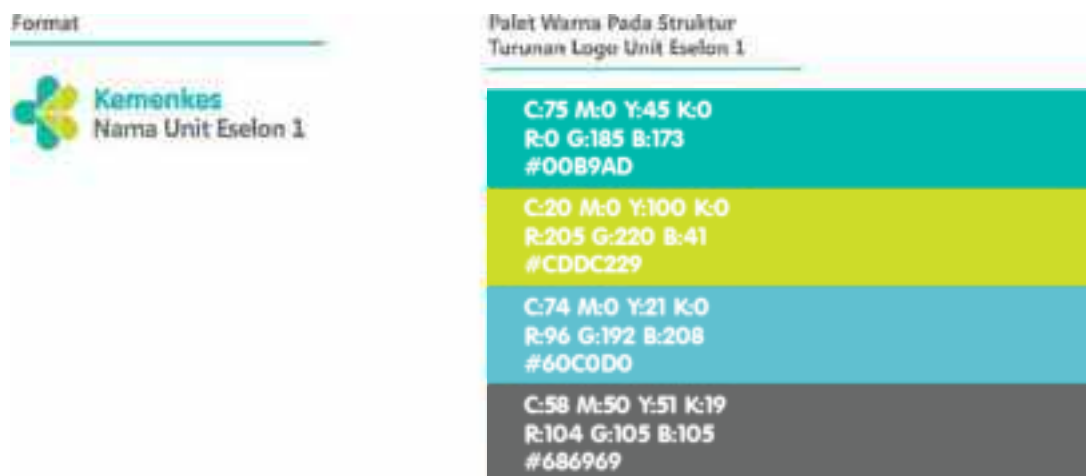 Format
Kemenkes
Nama Unit Eselon 1
Palet Warna Pada Struktur
Turunan Logo Unit Eselon 1
C:75 M:0 Y:45 K:0
R:0 G:185 B:173
#00B9AD
C:20 M:0 Y:100 K:0
R:205 G:220 B:41
#CDDC229
C:74 M:0 Y:21 K:0
R:96 G:192 B:208
#60C0D0
C:58 M:50 Y:51 K:19
R:104 G:105 B:105
#686969